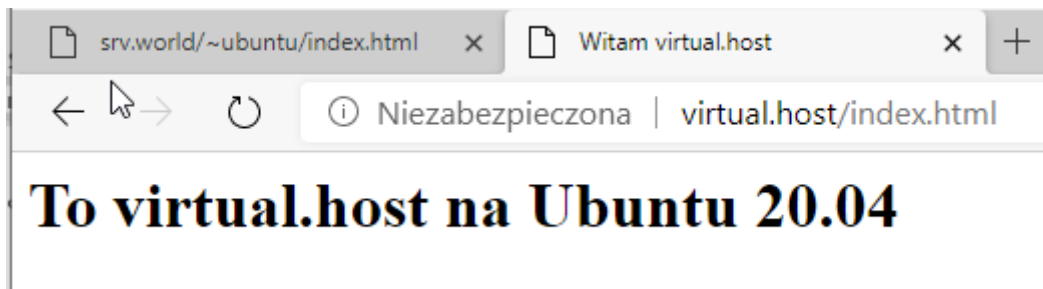 srv.world/~ubuntu/index.html
Witam virtual.host
Niezabezpieczona | virtual.host/index.html
To virtual.host na Ubuntu 20.04